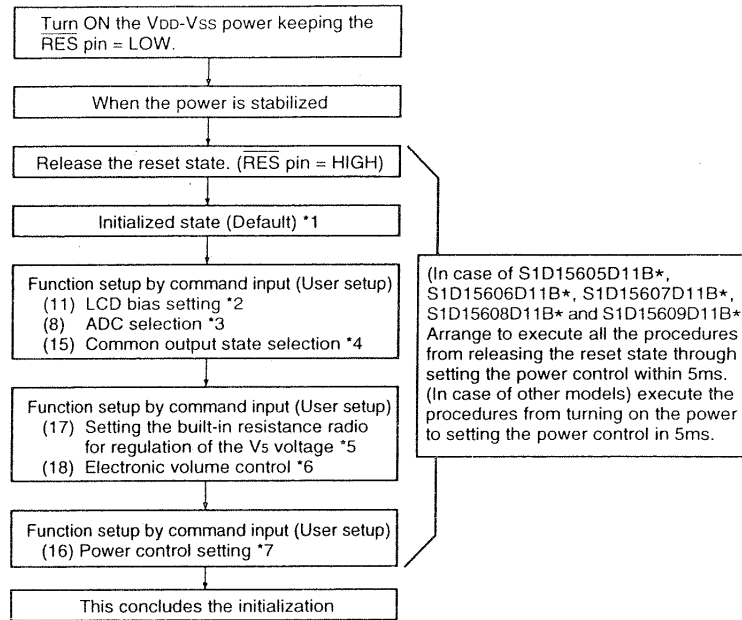 Turn ON the VDD-VSS power keeping the
RES pin = LOW.
When the power is stabilized
Release the reset state. (RES pin = HIGH)
Initialized state (Default) *1
Function setup by command input (User setup)
(11) LCD bias setting *2
(8) ADC selection *3
(15) Common output state selection *4
Function setup by command input (User setup)
(17) Setting the built-in resistance radio
for regulation of the V5 voltage *5
(18) Electronic volume control *6
Function setup by command input (User setup)
(16) Power control setting *7
This concludes the initialization
(In case of S1D15605D11B*,
S1D15606D11B*, S1D15607D11B*,
S1D15608D11B* and S1D15609D11B*
Arrange to execute all the procedures
from releasing the reset state through
setting the power control within 5ms.
(In case of other models) execute the
procedures from turning on the power
to setting the power control in 5ms.